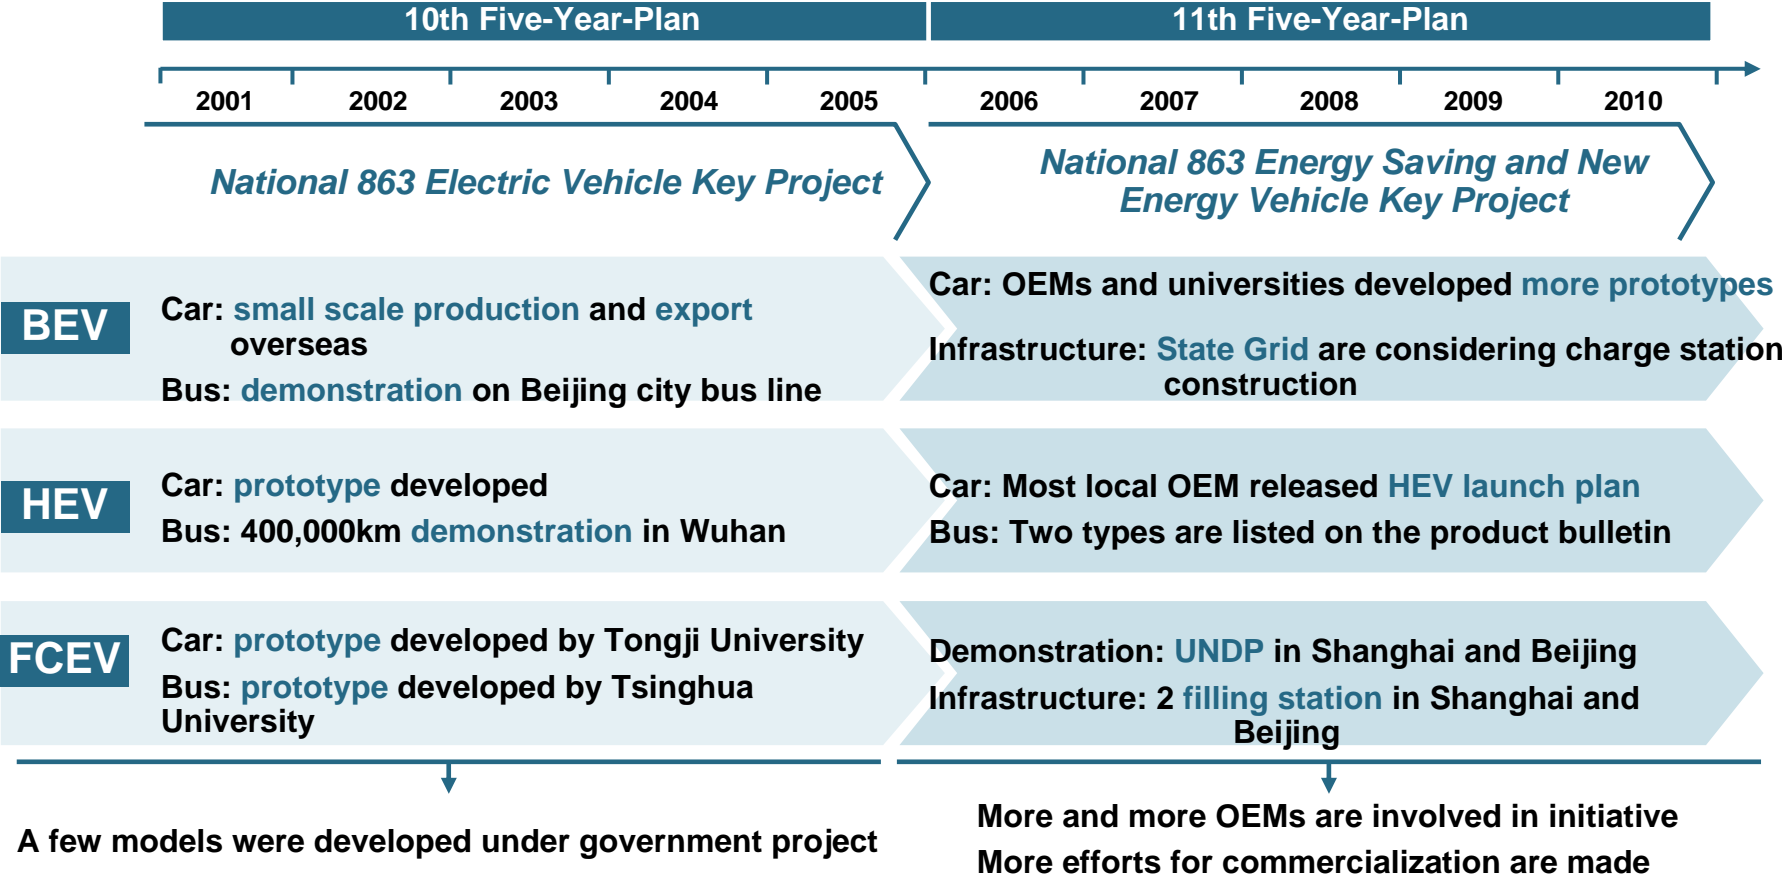 10th Five-Year-Plan
11th Five-Year-Plan
2001
2002
2003
2004
2005
2006
2007
2008
2009
2010
National 863 Electric Vehicle Key Project
National 863 Energy Saving and New
Energy Vehicle Key Project
BEV
Car: small scale production and export
overseas
Bus: demonstration on Beijing city bus line
Car: OEMs and universities developed more prototypes
Infrastructure: State Grid are considering charge station
construction
HEV
Car: prototype developed
Bus: 400,000km demonstration in Wuhan
Car: Most local OEM released HEV launch plan
Bus: Two types are listed on the product bulletin
FCEV
Car: prototype developed by Tongji University
Bus: prototype developed by Tsinghua
University
Demonstration: UNDP in Shanghai and Beijing
Infrastructure: 2 filling station in Shanghai and
Beijing
A few models were developed under government project
More and more OEMs are involved in initiative
More efforts for commercialization are made